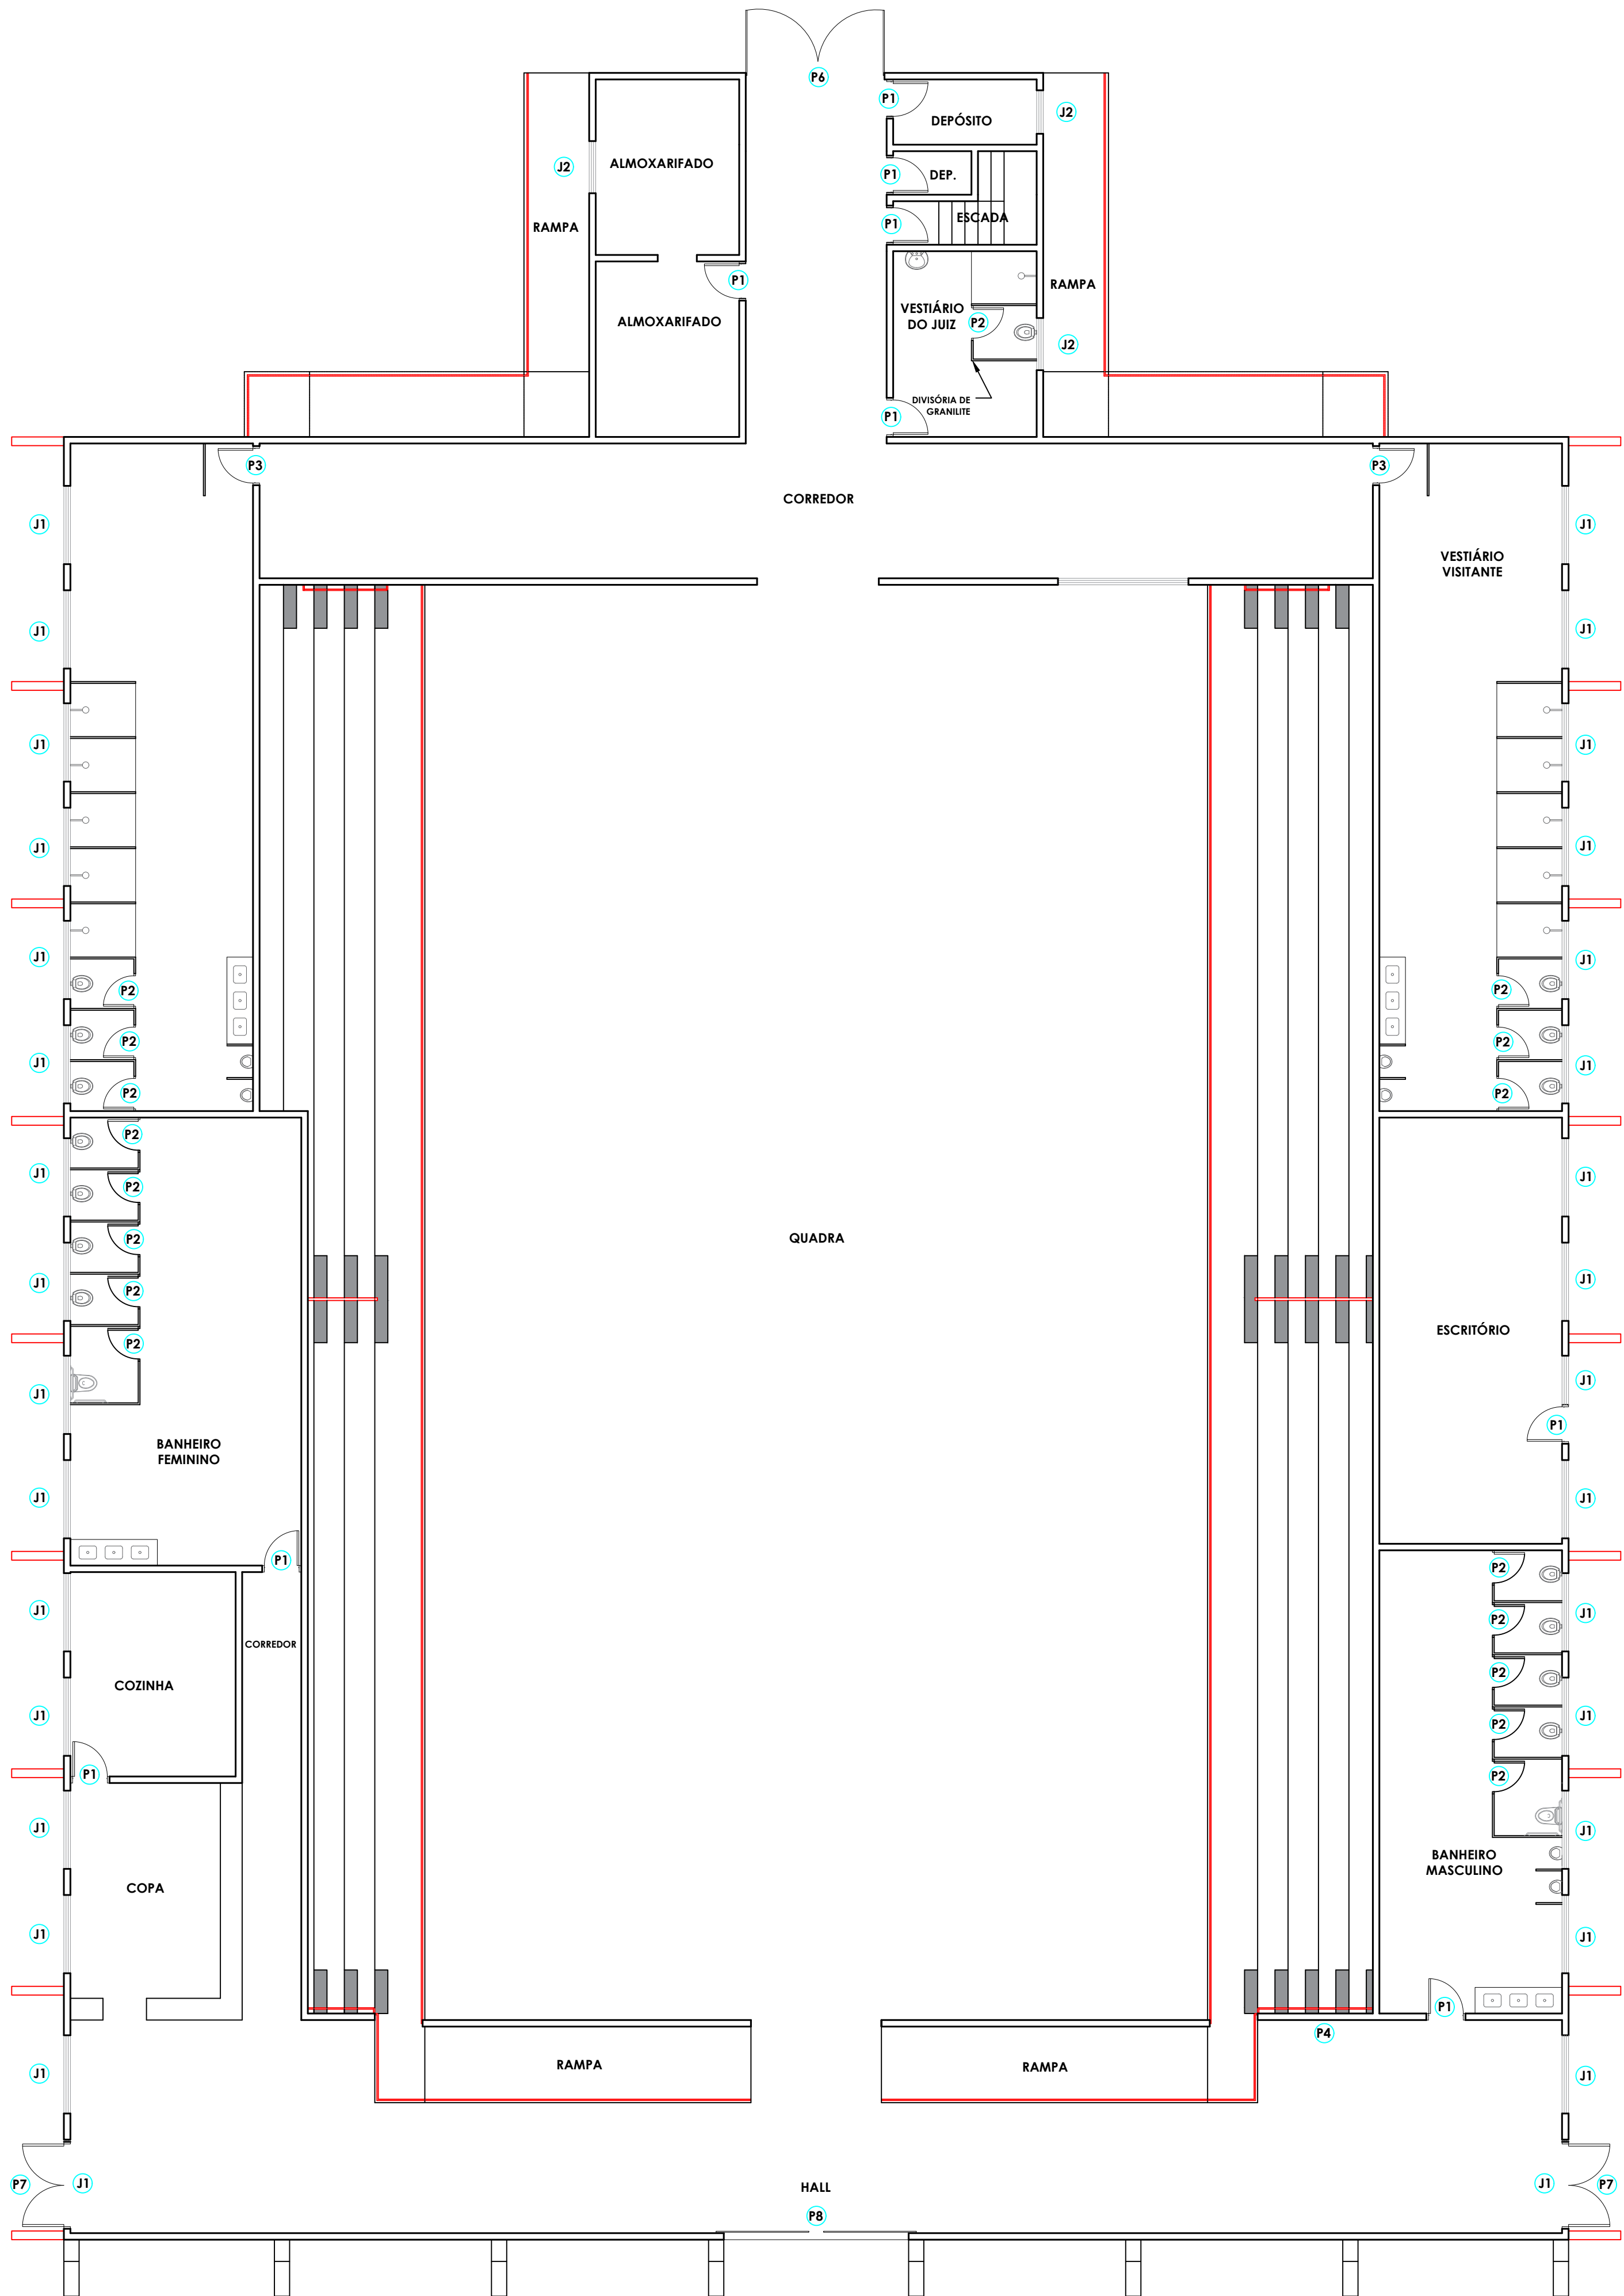 P6
P1
DEPÓSITO
J2
ALMOXARIFADO
J2
P1
DEP.
RAMPA
P1
ESCADA
P1
RAMPA
VESTIÁRIO
DO JUIZ
P2
ALMOXARIFADO
J2
DIVISÓRIA DE
GRANILITE
P1
P3
P3
CORREDOR
J1
J1
VESTIÁRIO
VISITANTE
J1
J1
J1
J1
J1
J1
J1
J1
P2
P2
P2
P2
J1
J1
P2
P2
P2
J1
J1
P2
P2
QUADRA
J1
J1
P2
ESCRITÓRIO
P2
J1
J1
P1
BANHEIRO
FEMININO
J1
J1
P1
P2
J1
J1
P2
CORREDOR
P2
COZINHA
J1
J1
P2
P1
P2
J1
J1
BANHEIRO
MASCULINO
COPA
J1
J1
P1
P4
RAMPA
RAMPA
J1
J1
P7
J1
HALL
J1
P7
P8